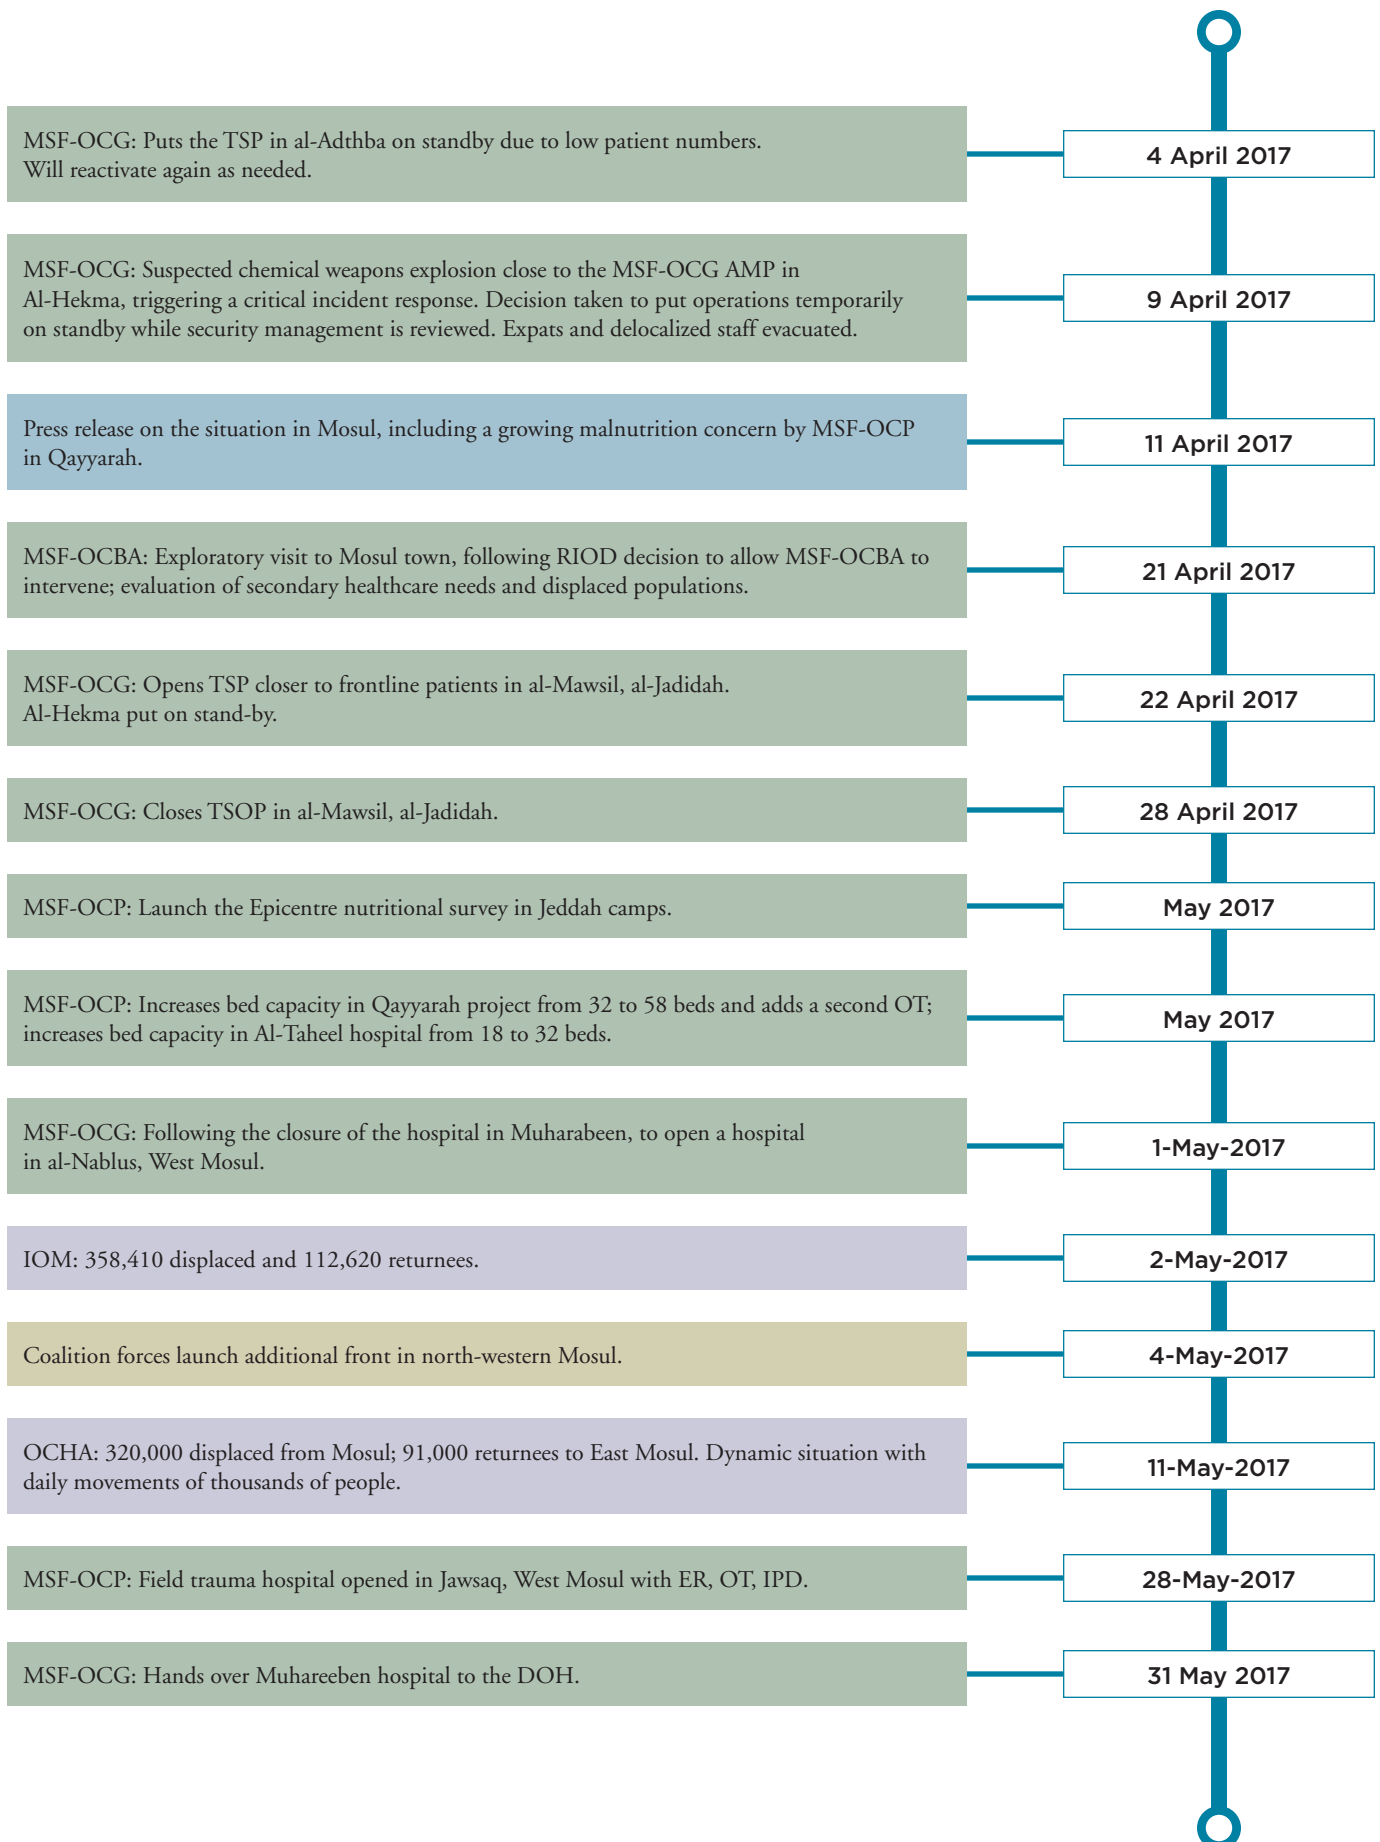 MSF-OCG: Puts the TSP in al-Adthba on standby due to low patient numbers.
Will reactivate again as needed.
4 April 2017
MSF-OCG: Suspected chemical weapons explosion close to the MSF-OCG AMP in
Al-Hekma, triggering a critical incident response. Decision taken to put operations temporarily
on standby while security management is reviewed. Expats and delocalized staff evacuated.
9 April 2017
Press release on the situation in Mosul, including a growing malnutrition concern by MSF-OCP
in Qayyarah.
11 April 2017
MSF-OCBA: Exploratory visit to Mosul town, following RIOD decision to allow MSF-OCBA to
intervene; evaluation of secondary healthcare needs and displaced populations.
21 April 2017
MSF-OCG: Opens TSP closer to frontline patients in al-Mawsil, al-Jadidah.
Al-Hekma put on stand-by.
22 April 2017
MSF-OCG: Closes TSOP in al-Mawsil, al-Jadidah.
28 April 2017
MSF-OCP: Launch the Epicentre nutritional survey in Jeddah camps.
May 2017
MSF-OCP: Increases bed capacity in Qayyarah project from 32 to 58 beds and adds a second OT;
increases bed capacity in Al-Taheel hospital from 18 to 32 beds.
May 2017
MSF-OCG: Following the closure of the hospital in Muharabeen, to open a hospital
in al-Nablus, West Mosul.
1-May-2017
IOM: 358,410 displaced and 112,620 returnees.
2-May-2017
Coalition forces launch additional front in north-western Mosul.
4-May-2017
OCHA: 320,000 displaced from Mosul; 91,000 returnees to East Mosul. Dynamic situation with
daily movements of thousands of people.
11-May-2017
MSF-OCP: Field trauma hospital opened in Jawsaq, West Mosul with ER, OT, IPD.
28-May-2017
MSF-OCG: Hands over Muhareeben hospital to the DOH.
31 May 2017